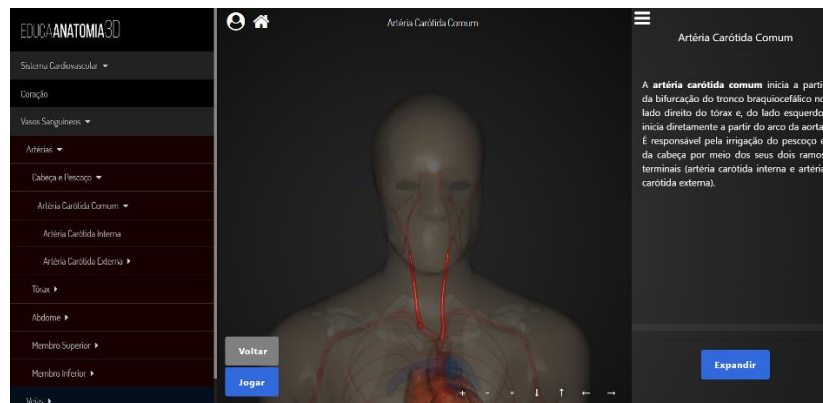 EDUCAANATOMIA3D
Sistema Cardiovascular
Coração
Vasos Sanguíneos
Artérias
Cabeça e Pescoço
Artéria Carótida Comum
Artéria Carótida Interna
Artéria Carótida Externa
Tórax
Abdome
Membro Superior
Membro Inferior
Veias
Artéria Carótida Comum
Voltar
Jogar
+ - ∘ ↓ ↑ ← →
Artéria Carótida Comum
A artéria carótida comum inicia a parti
da bifurcação do tronco braquiocefálico no
lado direito do tórax e, do lado esquerdo
inicia diretamente a partir do arco da aorta
É responsável pela irrigação do pescoço e
da cabeça por meio dos seus dois ramos
terminais (artéria carótida interna e artéria
carótida externa).
Expandir